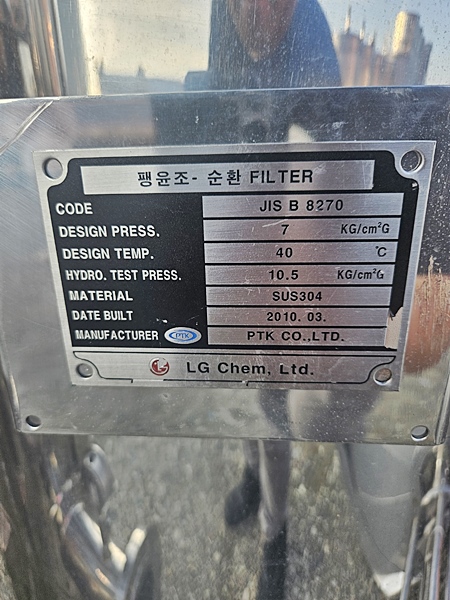 팽윤조- 순환 FILTER
CODE JIS B 8270
DESIGN PRESS. 7 KG/cm²G
DESIGN TEMP. 40 ℃
HYDRO. TEST PRESS. 10.5 KG/cm²G
MATERIAL SUS304
DATE BUILT 2010. 03.
MANUFACTURER PTK PTK CO.,LTD.
LG Chem, Ltd.